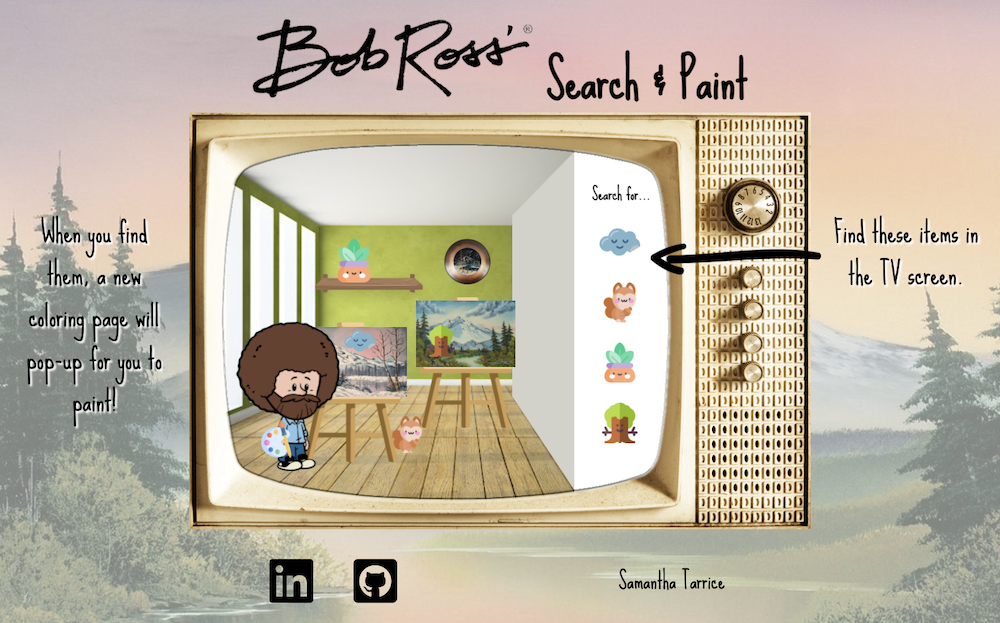 Bob Ross'®
Search & Paint
When you find
them, a new
coloring page will
pop-up for you to
paint!
Search for...
Find these items in
the TV screen.
in
Samantha Tarrice